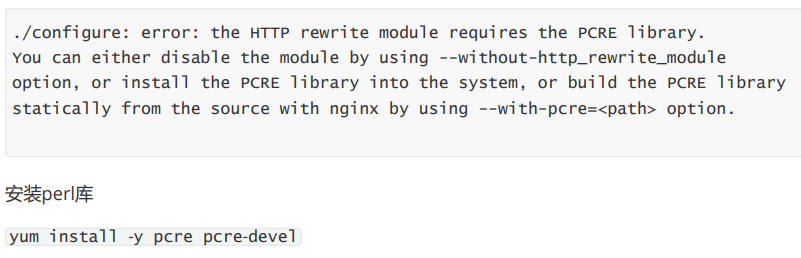 ./configure: error: the HTTP rewrite module requires the PCRE library.
You can either disable the module by using --without-http_rewrite_module
option, or install the PCRE library into the system, or build the PCRE library
statically from the source with nginx by using --with-pcre=<path> option.
安装perl库
yum install -y pcre pcre-devel